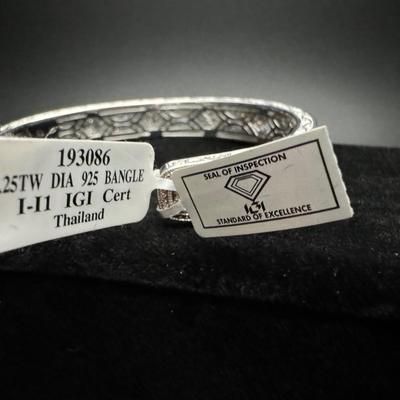 193086
.25TW DIA 925 BANGLE
I-I1 IGI Cert
Thailand
SEAL OF INSPECTION
IGI
STANDARD OF EXCELLENCE